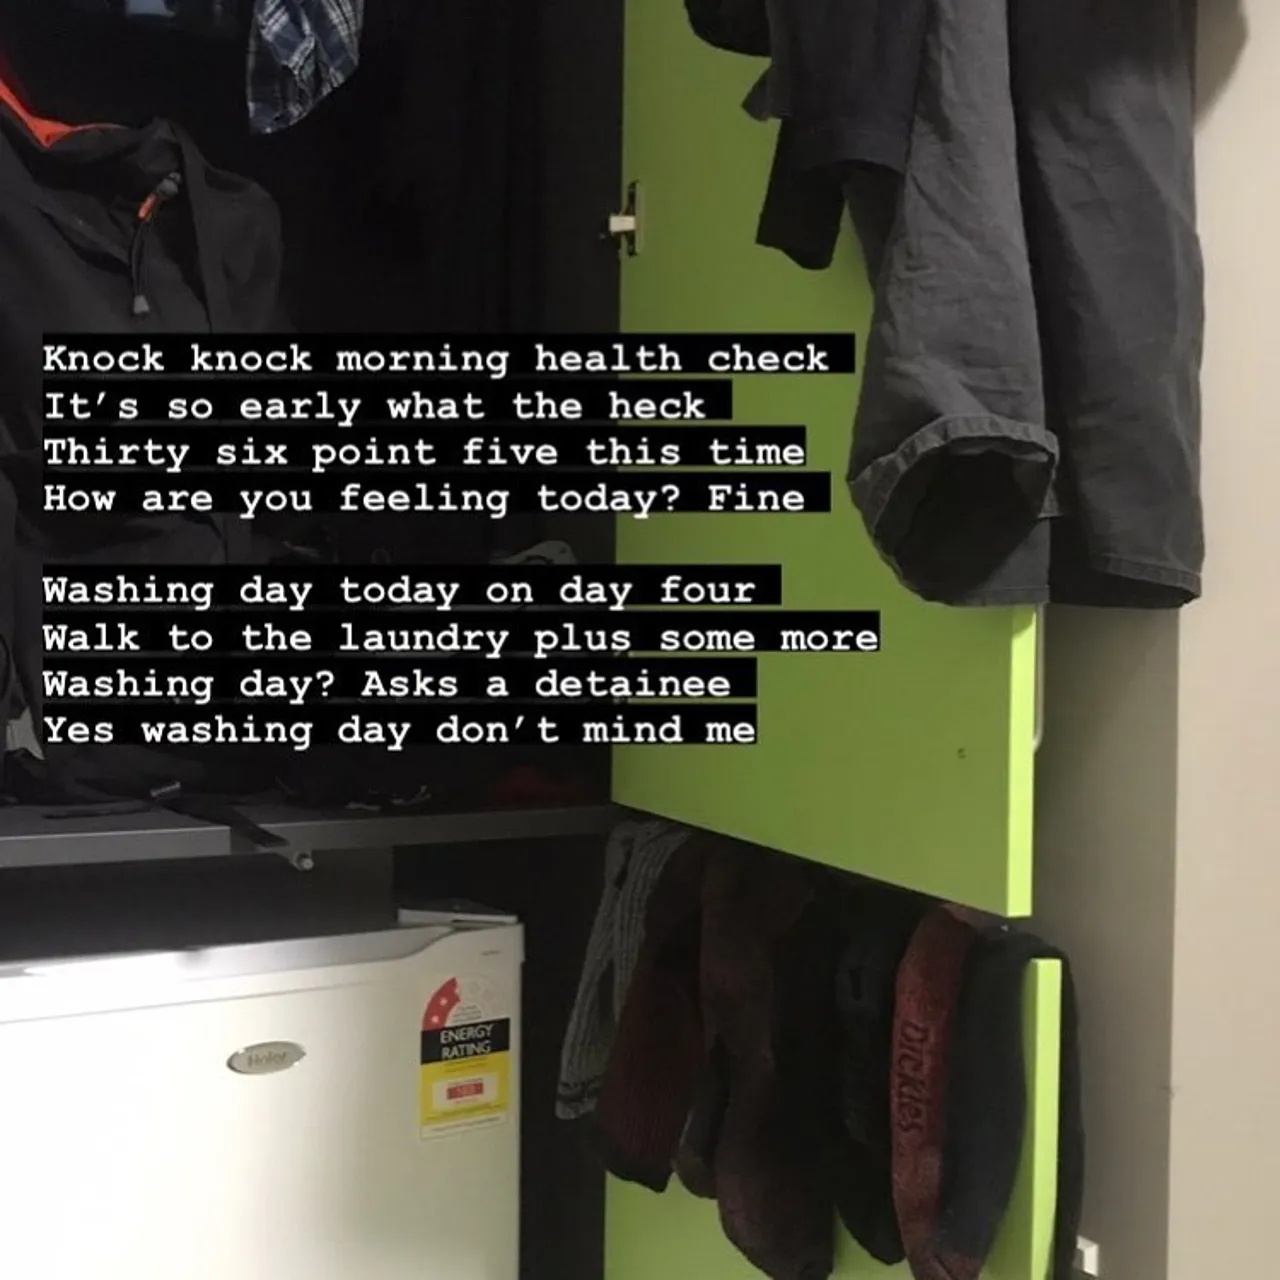 Knock knock morning health check
It's so early what the heck
Thirty six point five this time
How are you feeling today? Fine
Washing day today on day four
Walk to the laundry plus some more
Washing day? Asks a detainee
Yes washing day don't mind me
ENERGY
RATING
Haier
Dickies